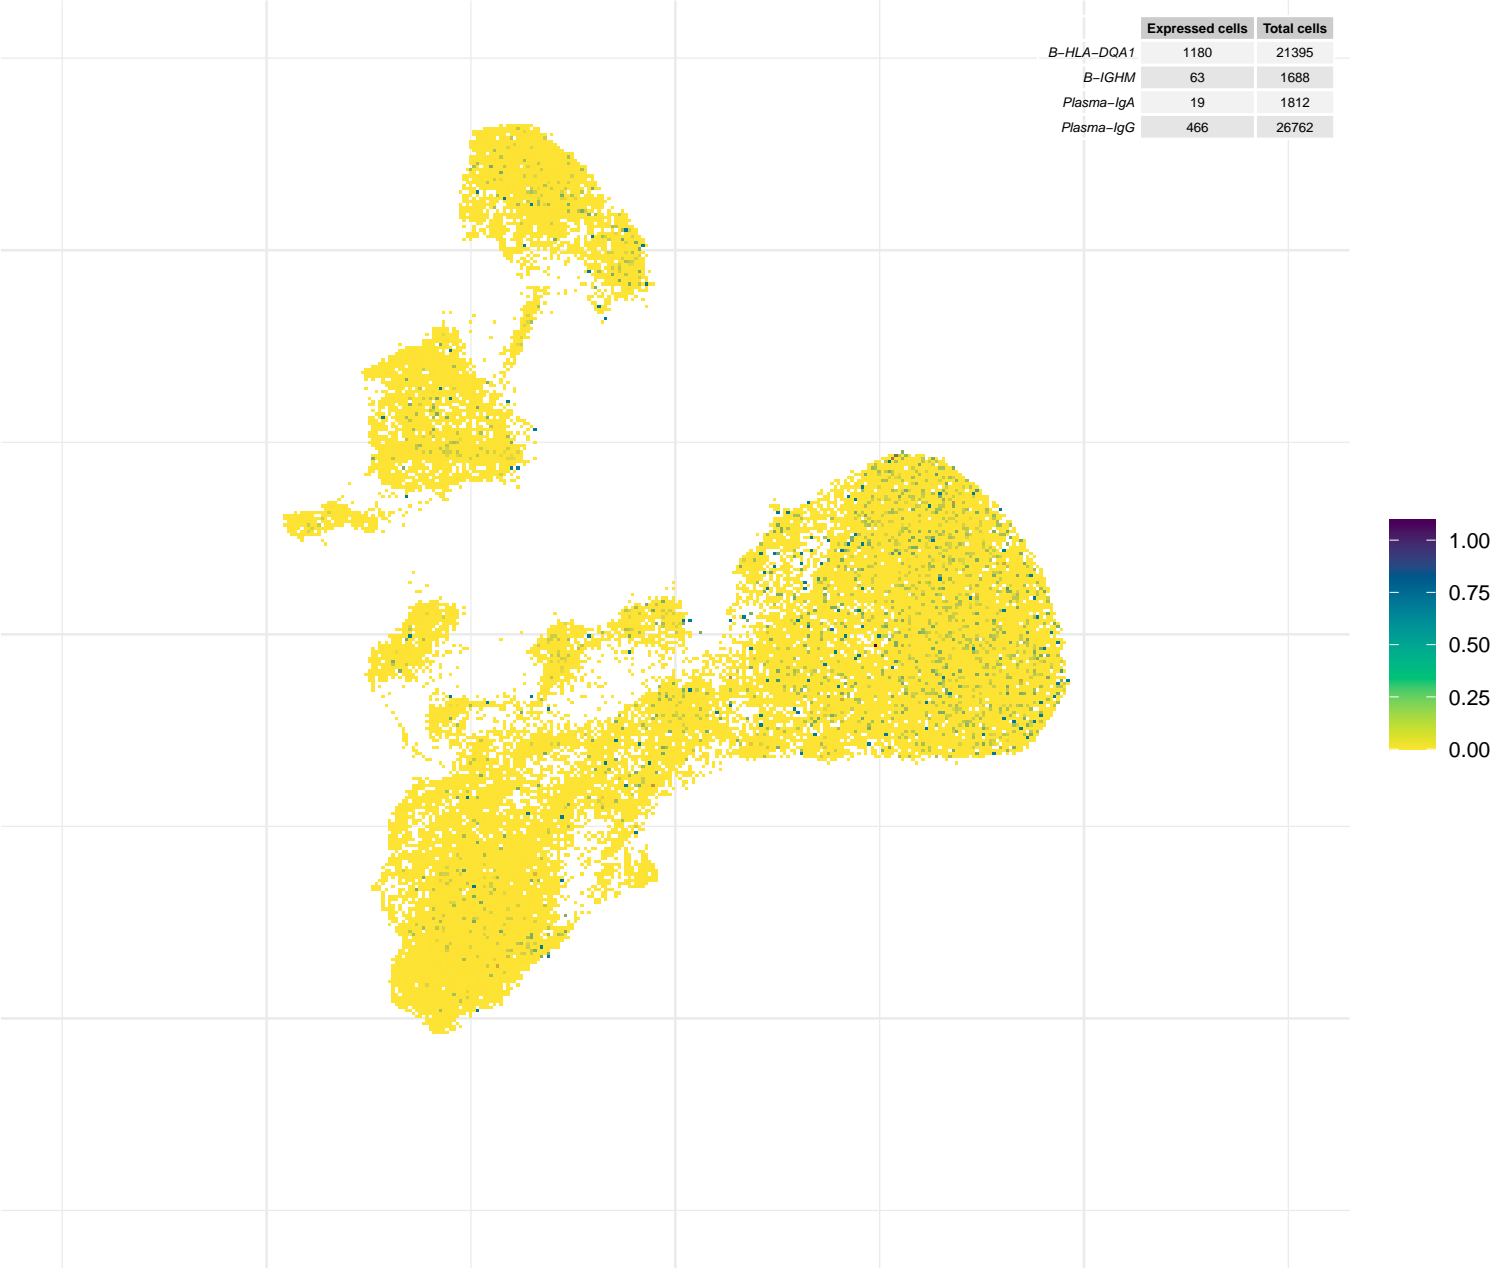 Expressed cells Total cells
B−HLA−DQA1 1180 21395
B−IGHM 63 1688
Plasma−IgA 19 1812
Plasma−IgG 466 26762
1.00
0.75
0.50
0.25
0.00